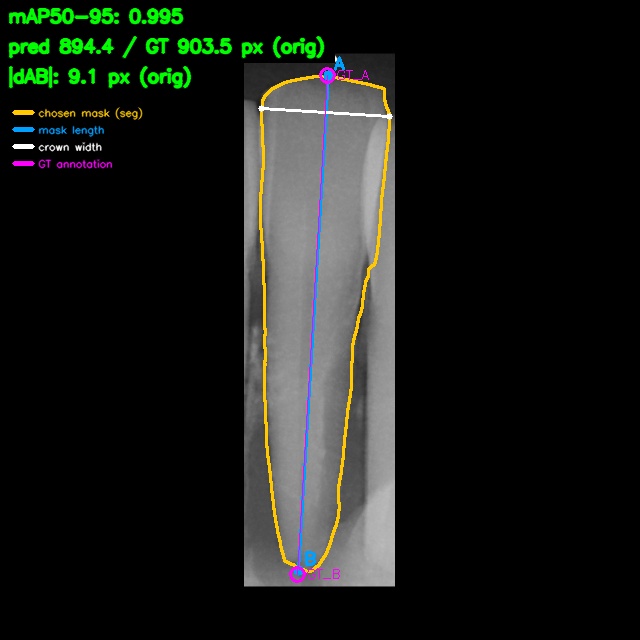 mAP50-95: 0.995
pred 894.4 / GT 903.5 px (orig)
|dAB|: 9.1 px (orig)
chosen mask (seg)
mask length
crown width
GT annotation
A
GT_A
B